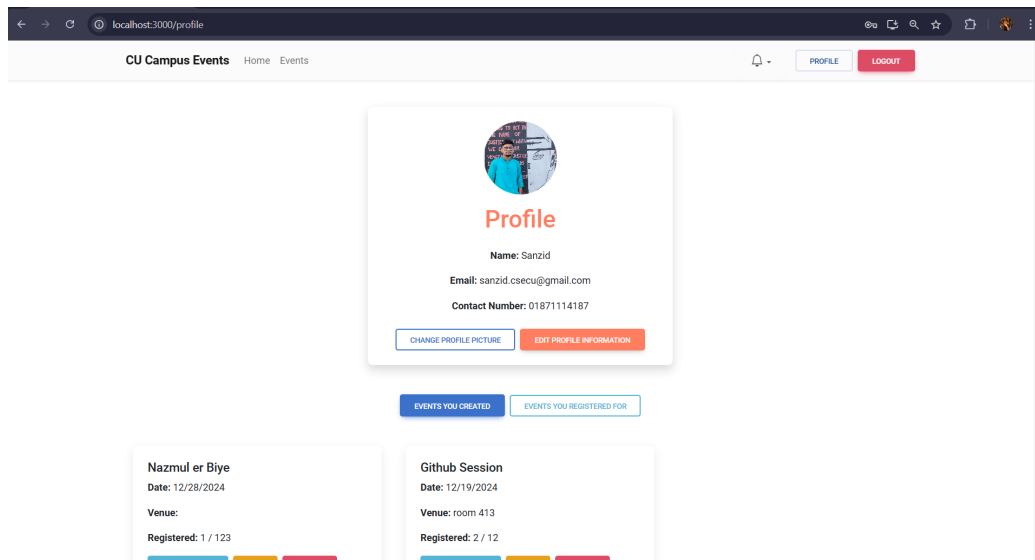 localhost:3000/profile
CU Campus Events Home Events PROFILE LOGOUT
Profile
Name: Sanzid
Email: sanzid.csecu@gmail.com
Contact Number: 01871114187
CHANGE PROFILE PICTURE EDIT PROFILE INFORMATION
EVENTS YOU CREATED EVENTS YOU REGISTERED FOR
Nazmul er Biye
Date: 12/28/2024
Venue:
Registered: 1 / 123
Github Session
Date: 12/19/2024
Venue: room 413
Registered: 2 / 12